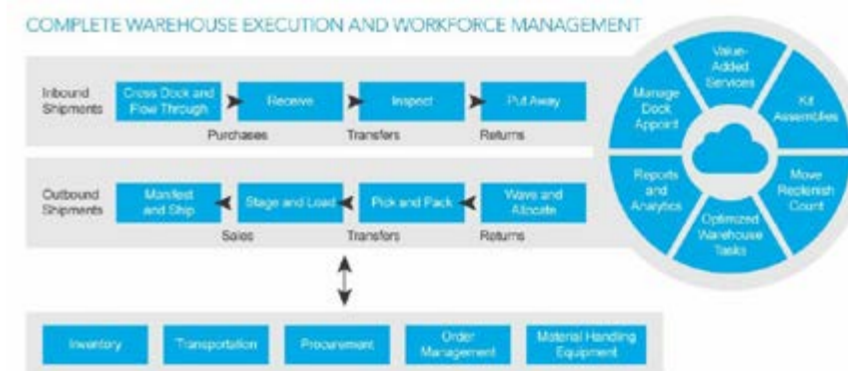 COMPLETE WAREHOUSE EXECUTION AND WORKFORCE MANAGEMENT
Inbound
Shipments
Cross Dock and
Flow Through
Receive
Inspect
Put Away
Purchases
Transfers
Returns
Outbound
Shipments
Manifest
and Ship
Stage and Load
Pick and Pack
Wave and
Allocate
Sales
Transfers
Returns
Value-
Added
Services
Kit
Assemblies
Move
Replenish
Count
Optimized
Warehouse
Tasks
Reports
and
Analytics
Manage
Dock
Appoint
Inventory
Transportation
Procurement
Order
Management
Material Handling
Equipment